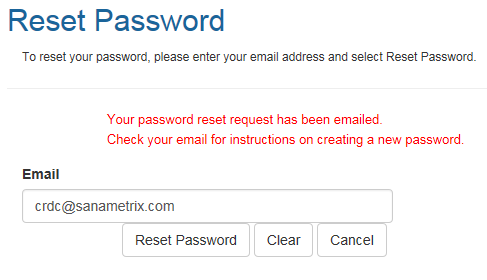 Reset Password
To reset your password, please enter your email address and select Reset Password.
Your password reset request has been emailed.
Check your email for instructions on creating a new password.
Email
crdc@sanametrix.com
Reset Password Clear Cancel